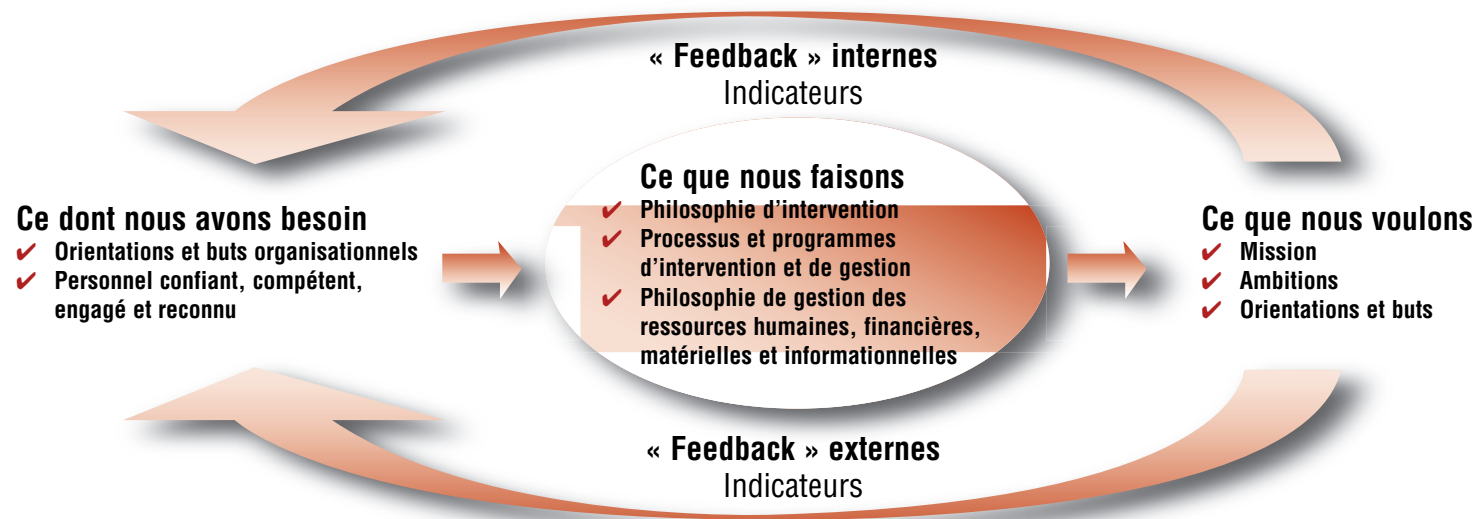 « Feedback » internes
Indicateurs
Ce dont nous avons besoin
✔ Orientations et buts organisationnels
✔ Personnel confiant, compétent,
engagé et reconnu
Ce que nous faisons
✔ Philosophie d'intervention
✔ Processus et programmes
d'intervention et de gestion
✔ Philosophie de gestion des
ressources humaines, financières,
matérielles et informationnelles
Ce que nous voulons
✔ Mission
✔ Ambitions
✔ Orientations et buts
« Feedback » externes
Indicateurs